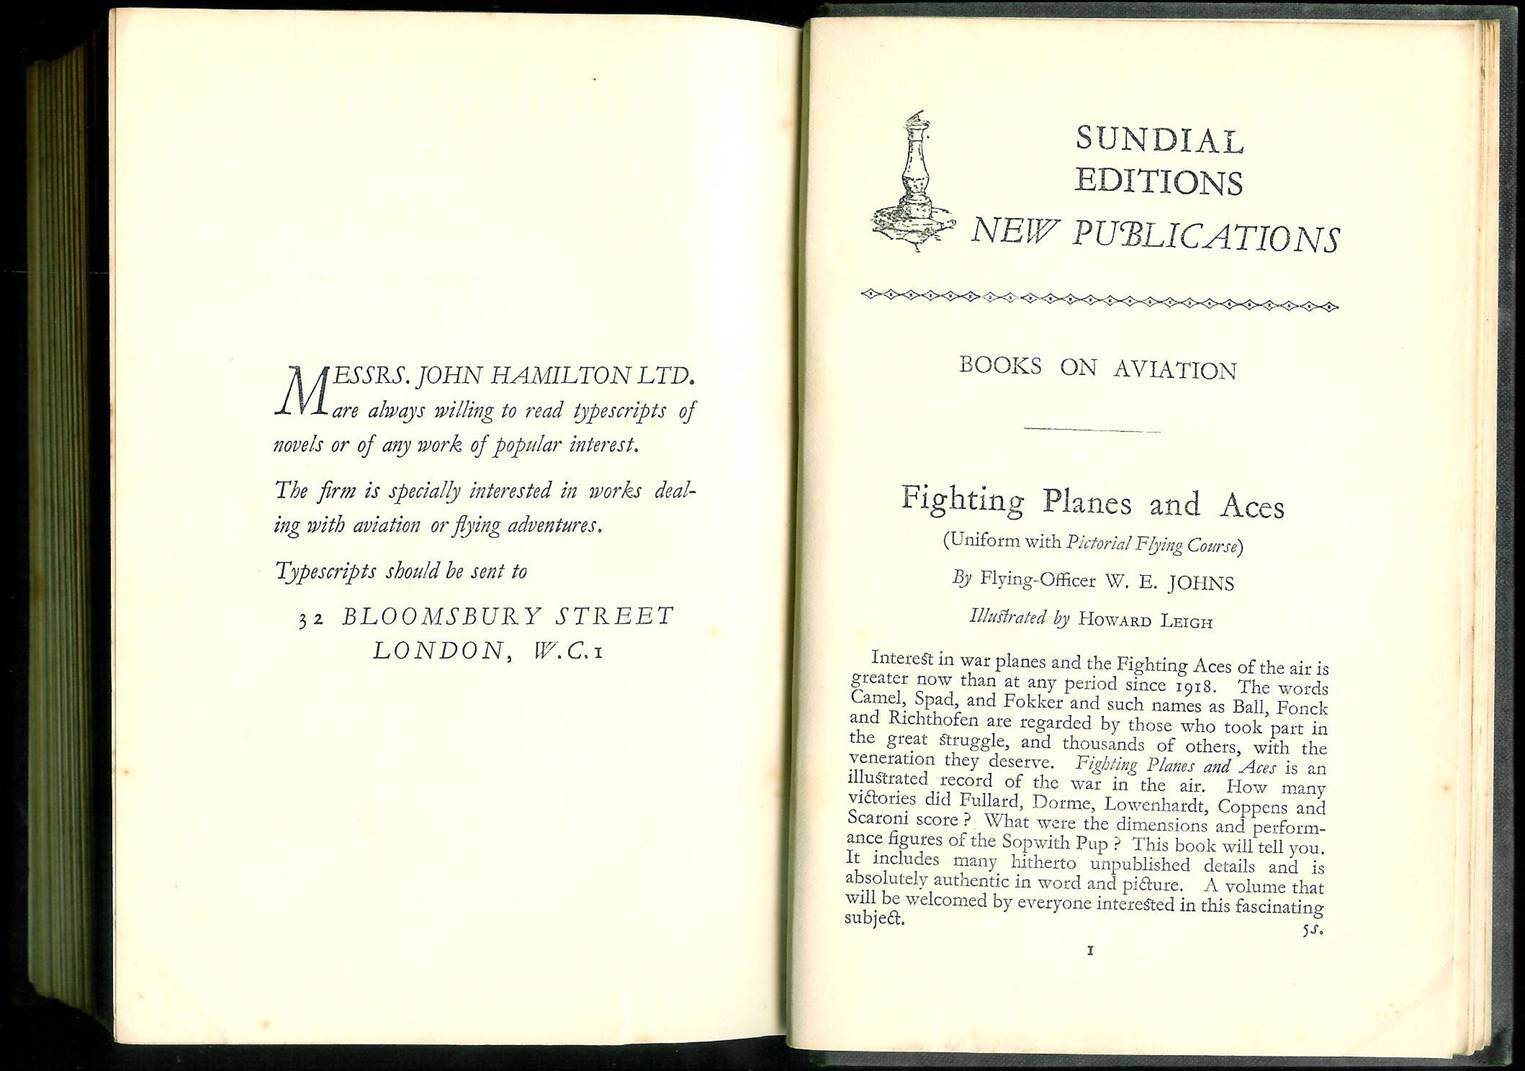 MESSRS. JOHN HAMILTON LTD.
are always willing to read typescripts of
novels or of any work of popular interest.
The firm is specially interested in works deal-
ing with aviation or flying adventures.
Typescripts should be sent to
32 BLOOMSBURY STREET
LONDON, W.C.1
SUNDIAL
EDITIONS
NEW PUBLICATIONS
BOOKS ON AVIATION
Fighting Planes and Aces
(Uniform with Pictorial Flying Course)
By Flying-Officer W. E. JOHNS
Illustrated by HOWARD LEIGH
Interest in war planes and the Fighting Aces of the air is
greater now than at any period since 1918. The words
Camel, Spad, and Fokker and such names as Ball, Fonck
and Richthofen are regarded by those who took part in
the great struggle, and thousands of others, with the
veneration they deserve. Fighting Planes and Aces is an
illustrated record of the war in the air. How many
victories did Fullard, Dorme, Lowenhardt, Coppens and
Scaroni score? What were the dimensions and perform-
ance figures of the Sopwith Pup? This book will tell you.
It includes many hitherto unpublished details and is
absolutely authentic in word and picture. A volume that
will be welcomed by everyone interested in this fascinating
subject. 5s.
1